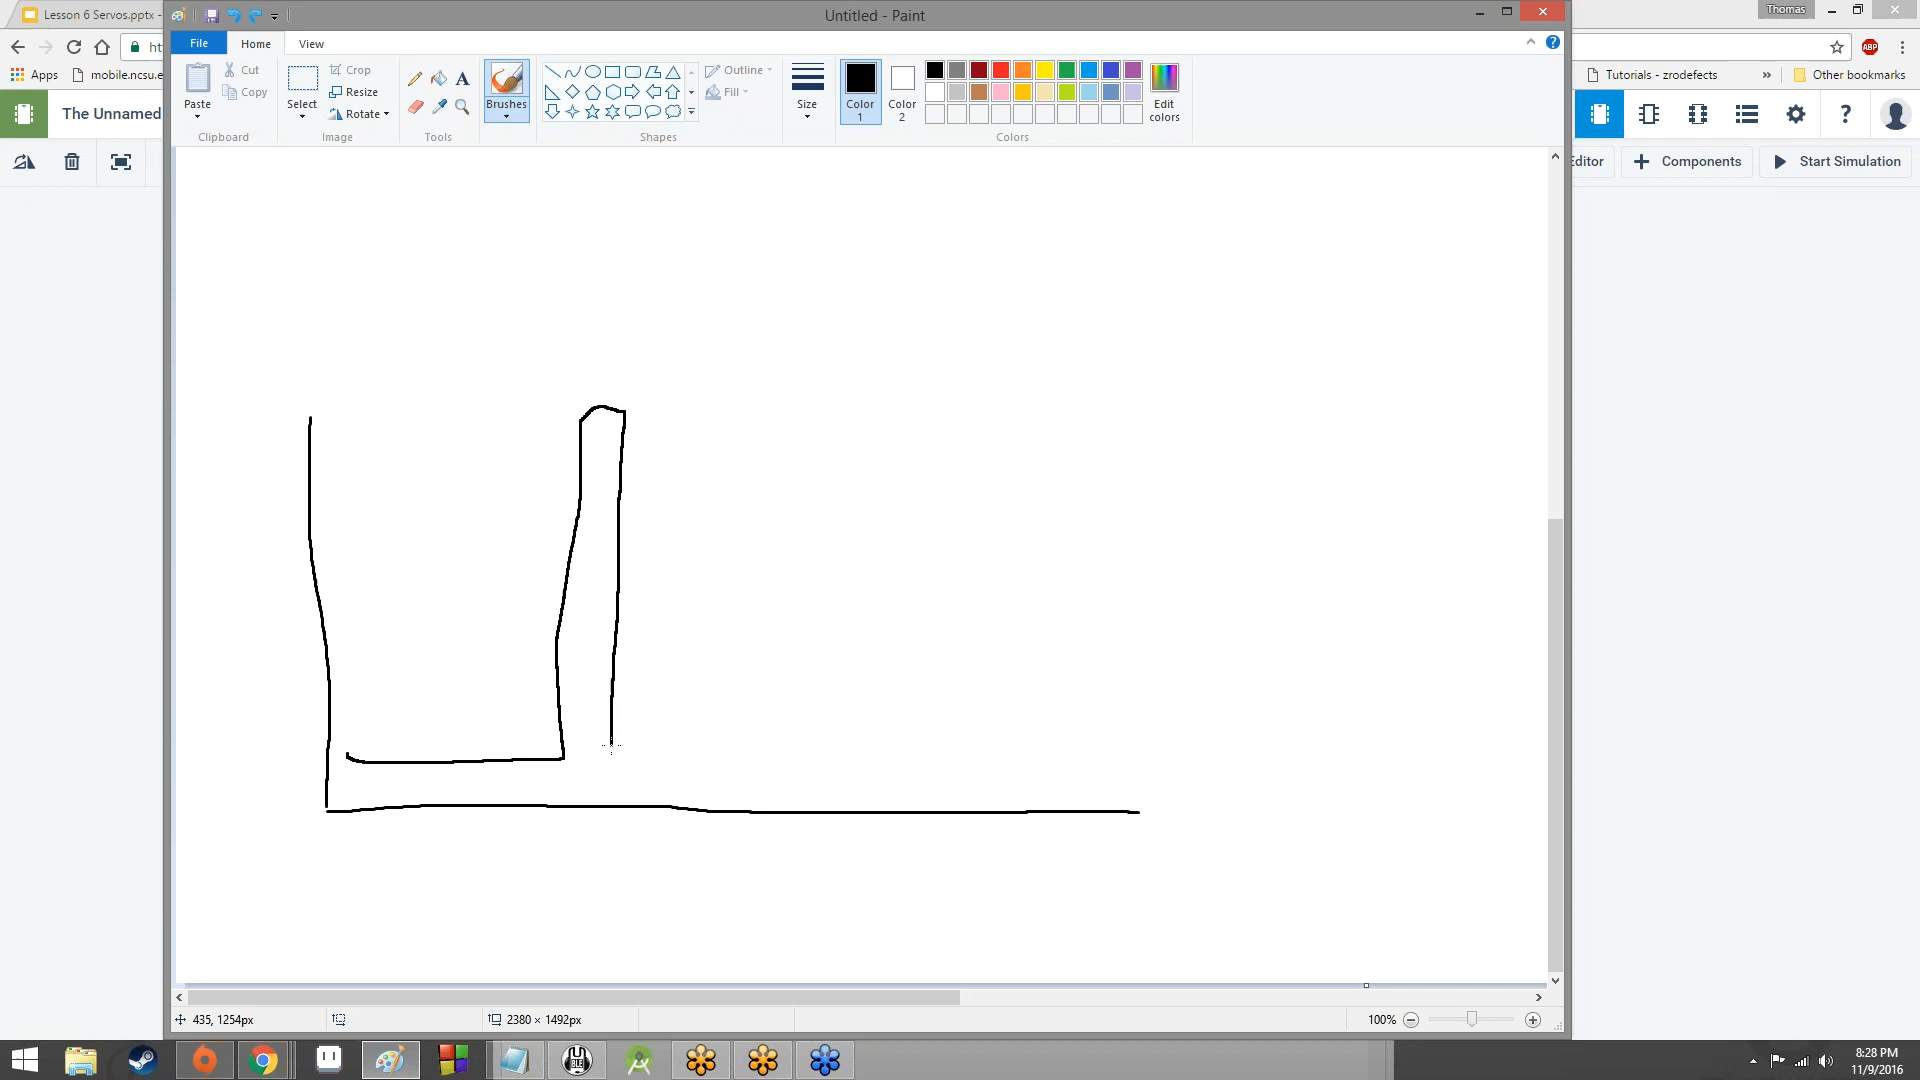 Lesson 6 Servos.pptx -
Untitled - Paint
Thomas
File
Home
View
Paste
Cut
Copy
Clipboard
Select
Crop
Resize
Rotate
Image
Tools
Brushes
Shapes
Outline
Fill
Size
Color
1
Color
2
Edit
colors
Colors
Apps
mobile.ncsu.e
Tutorials - zrodefects
»
Other bookmarks
ABP
The Unnamed
Editor
Components
Start Simulation
435, 1254px
2380 × 1492px
100%
8:28 PM
11/9/2016